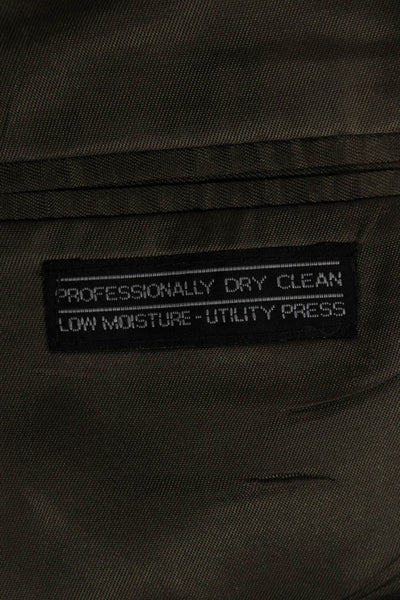 PROFESSIONALLY DRY CLEAN
LOW MOISTURE - UTILITY PRESS